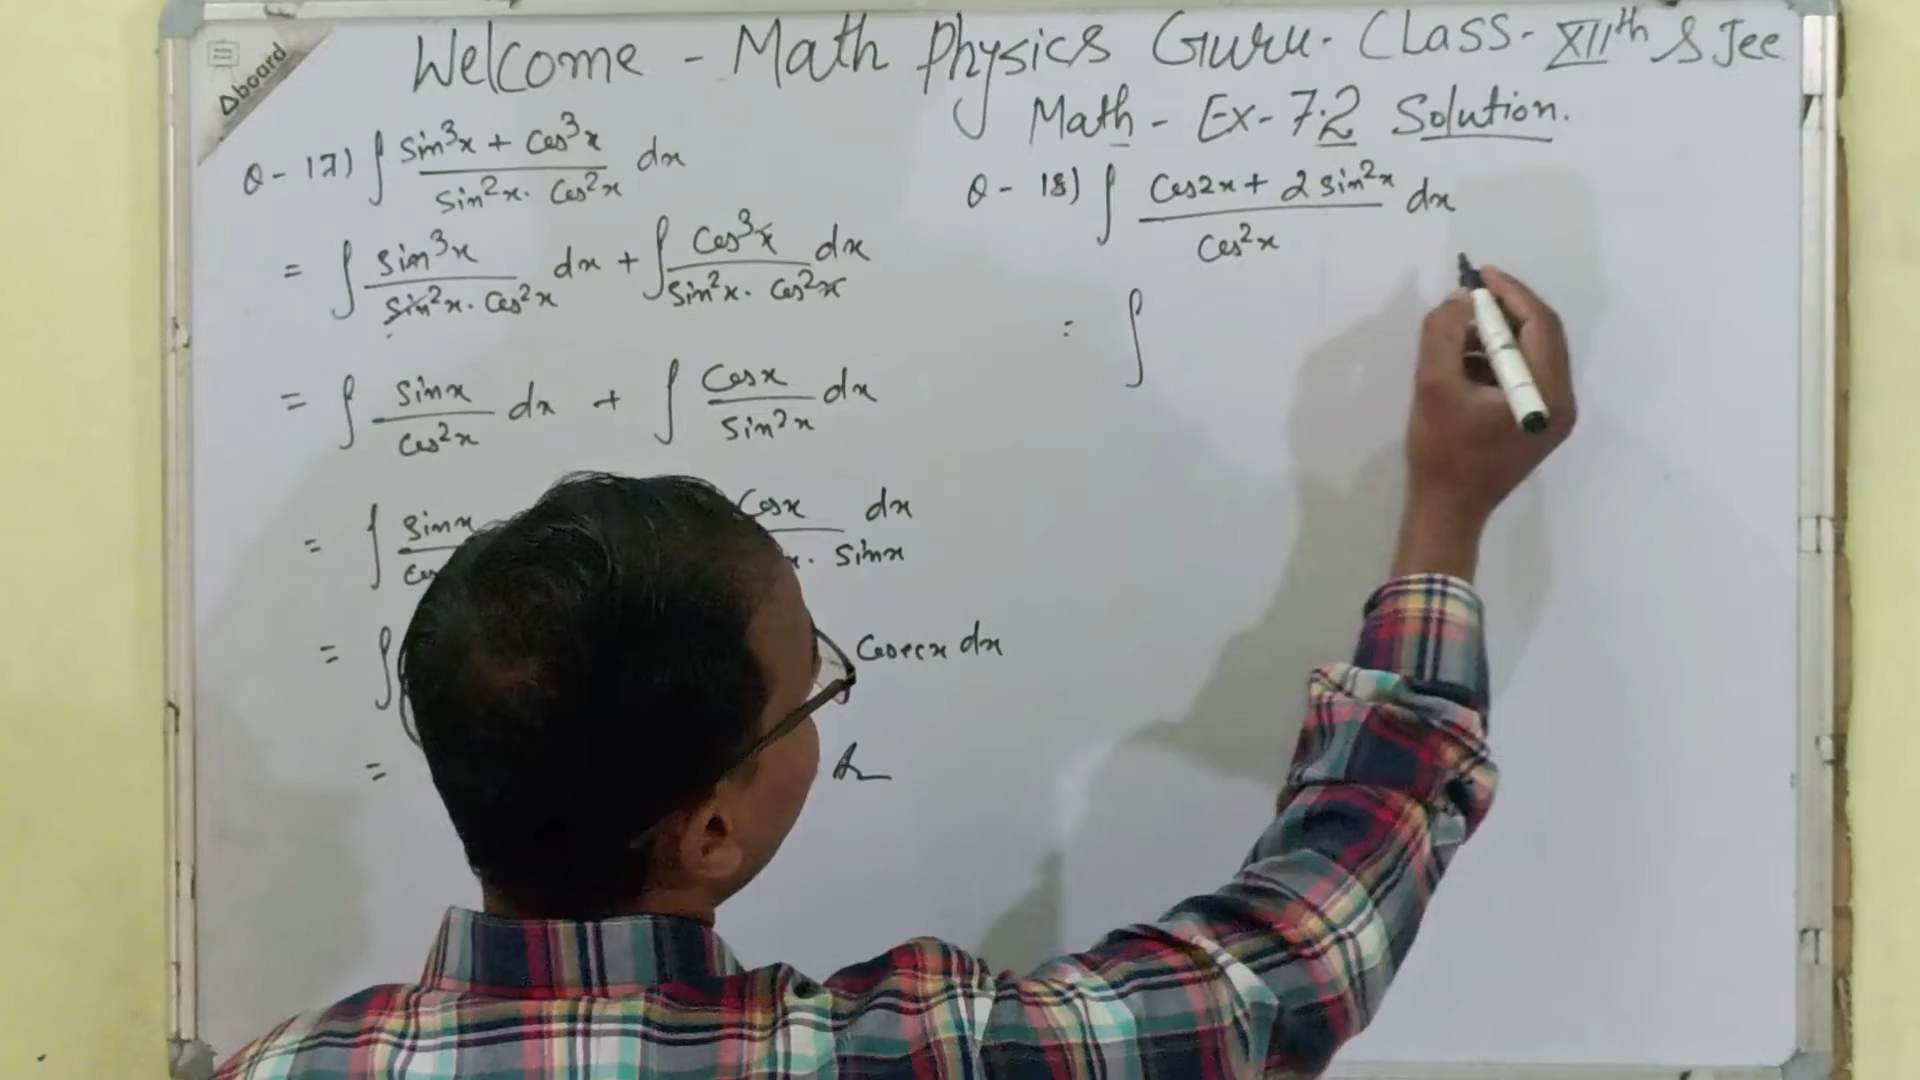 Dboard
Welcome - Math Physics Guru. Class - XIIth & Jee
Math - Ex - 7.2 Solution.
Q - 17) ∫ (sin³x + cos³x)/(sin²x. cos²x) dx
= ∫ sin³x/(sin²x. cos²x) dx + ∫ cos³x/(sin²x. cos²x) dx
= ∫ sinx/cos²x dx + ∫ cosx/sin²x dx
= ∫ sinx cosx dx . sinx
= ∫ cosecx dx
=
Q - 18) ∫ (cos2x + 2 sin²x)/cos²x dx
= ∫